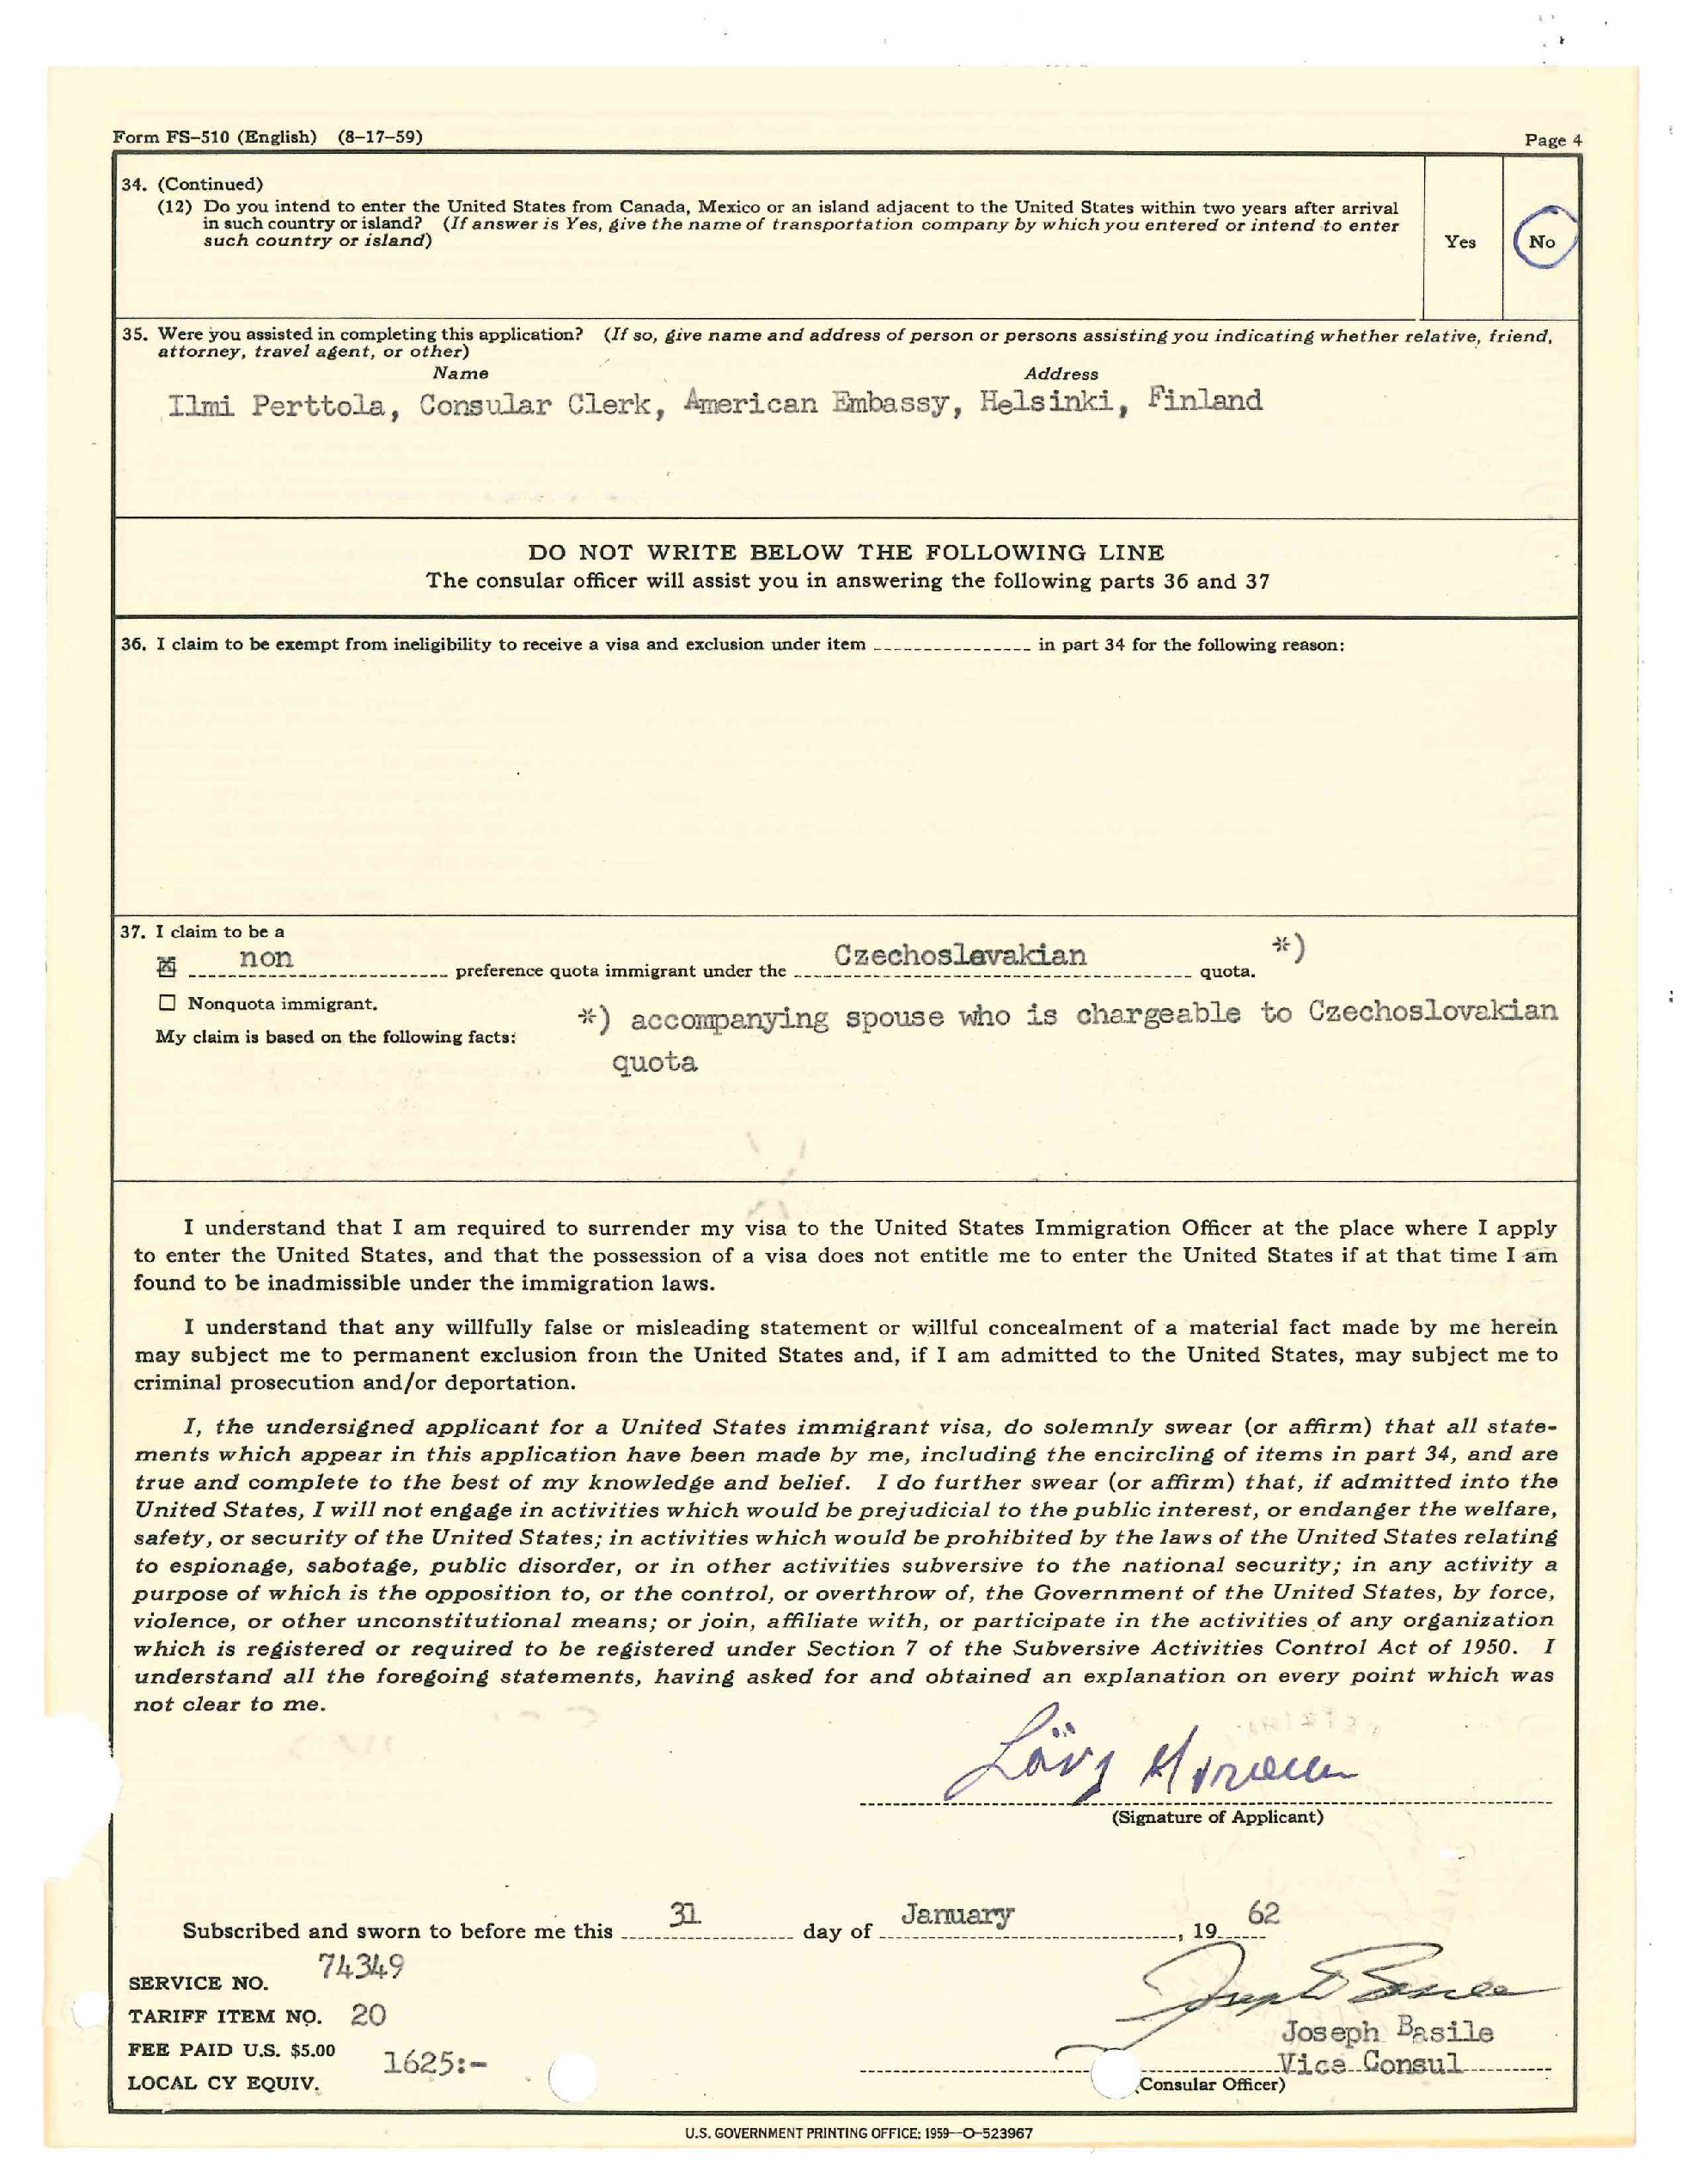 Form FS-510 (English) (8-17-59)
Page 4
34. (Continued)
(12) Do you intend to enter the United States from Canada, Mexico or an island adjacent to the United States within two years after arrival
in such country or island? (If answer is Yes, give the name of transportation company by which you entered or intend to enter
such country or island)
Yes
No
35. Were you assisted in completing this application? (If so, give name and address of person or persons assisting you indicating whether relative, friend,
attorney, travel agent, or other)
Name Address
Ilmi Perttola, Consular Clerk, American Embassy, Helsinki, Finland
DO NOT WRITE BELOW THE FOLLOWING LINE
The consular officer will assist you in answering the following parts 36 and 37
36. I claim to be exempt from ineligibility to receive a visa and exclusion under item ---------------- in part 34 for the following reason:
37. I claim to be a
non preference quota immigrant under the Czechoslavakian quota. *)
Nonquota immigrant.
*) accompanying spouse who is chargeable to Czechoslovakian
My claim is based on the following facts:
quota
I understand that I am required to surrender my visa to the United States Immigration Officer at the place where I apply
to enter the United States, and that the possession of a visa does not entitle me to enter the United States if at that time I am
found to be inadmissible under the immigration laws.
I understand that any willfully false or misleading statement or willful concealment of a material fact made by me herein
may subject me to permanent exclusion from the United States and, if I am admitted to the United States, may subject me to
criminal prosecution and/or deportation.
I, the undersigned applicant for a United States immigrant visa, do solemnly swear (or affirm) that all state-
ments which appear in this application have been made by me, including the encircling of items in part 34, and are
true and complete to the best of my knowledge and belief. I do further swear (or affirm) that, if admitted into the
United States, I will not engage in activities which would be prejudicial to the public interest, or endanger the welfare,
safety, or security of the United States; in activities which would be prohibited by the laws of the United States relating
to espionage, sabotage, public disorder, or in other activities subversive to the national security; in any activity a
purpose of which is the opposition to, or the control, or overthrow of, the Government of the United States, by force,
violence, or other unconstitutional means; or join, affiliate with, or participate in the activities of any organization
which is registered or required to be registered under Section 7 of the Subversive Activities Control Act of 1950. I
understand all the foregoing statements, having asked for and obtained an explanation on every point which was
not clear to me.
(Signature of Applicant)
Subscribed and sworn to before me this 31 day of January, 19 62
SERVICE NO. 74349
TARIFF ITEM NO. 20
Joseph Basile
FEE PAID U.S. $5.00
1625:-
Vice Consul
LOCAL CY EQUIV.
(Consular Officer)
U.S. GOVERNMENT PRINTING OFFICE: 1959—O-523967